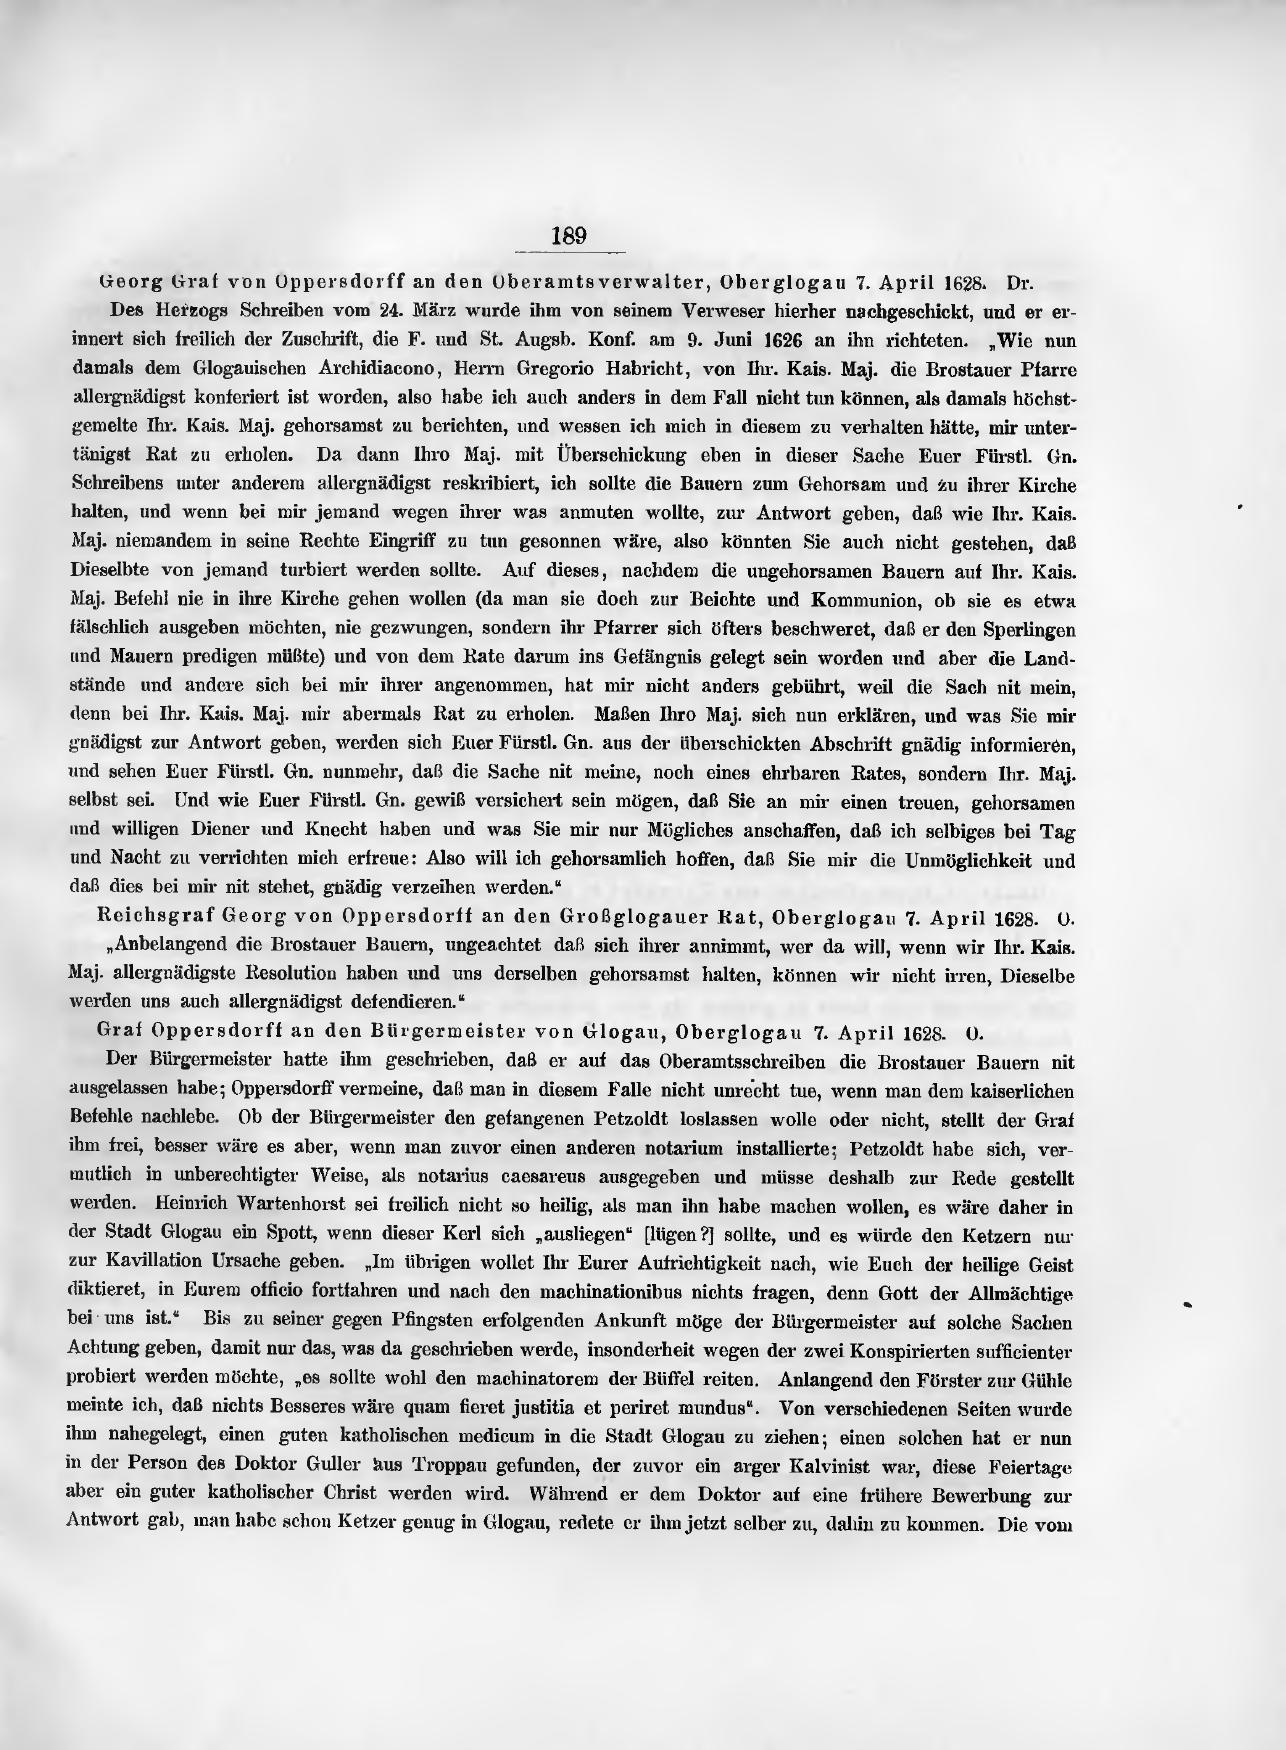 189
Georg Graf von Oppersdorff an den Oberamtsverwalter, Oberglogau 7. April 1628. Dr.
Des Herzogs Schreiben vom 24. März wurde ihm von seinem Verweser hierher nachgeschickt, und er er-
innert sich freilich der Zuschrift, die F. und St. Augsb. Konf. am 9. Juni 1626 an ihn richteten. „Wie nun
damals dem Glogauischen Archidiacono, Herrn Gregorio Habricht, von Ihr. Kais. Maj. die Brostauer Pfarre
allergnädigst konferiert ist worden, also habe ich auch anders in dem Fall nicht tun können, als damals höchst-
gemelte Ihr. Kais. Maj. gehorsamst zu berichten, und wessen ich mich in diesem zu verhalten hätte, mir unter-
tänigst Rat zu erholen. Da dann Ihro Maj. mit Überschickung eben in dieser Sache Euer Fürstl. Gn.
Schreibens unter anderem allergnädigst reskribiert, ich sollte die Bauern zum Gehorsam und zu ihrer Kirche
halten, und wenn bei mir jemand wegen ihrer was anmuten wollte, zur Antwort geben, daß wie Ihr. Kais.
Maj. niemandem in seine Rechte Eingriff zu tun gesonnen wäre, also könnten Sie auch nicht gestehen, daß
Dieselbte von jemand turbiert werden sollte. Auf dieses, nachdem die ungehorsamen Bauern auf Ihr. Kais.
Maj. Befehl nie in ihre Kirche gehen wollen (da man sie doch zur Beichte und Kommunion, ob sie es etwa
fälschlich ausgeben möchten, nie gezwungen, sondern ihr Pfarrer sich öfters beschweret, daß er den Sperlingen
und Mauern predigen müßte) und von dem Rate darum ins Gefängnis gelegt sein worden und aber die Land-
stände und andere sich bei mir ihrer angenommen, hat mir nicht anders gebührt, weil die Sach nit mein,
denn bei Ihr. Kais. Maj. mir abermals Rat zu erholen. Maßen Ihro Maj. sich nun erklären, und was Sie mir
gnädigst zur Antwort geben, werden sich Euer Fürstl. Gn. aus der überschickten Abschrift gnädig informieren,
und sehen Euer Fürstl. Gn. nunmehr, daß die Sache nit meine, noch eines ehrbaren Rates, sondern Ihr. Maj.
selbst sei. Und wie Euer Fürstl. Gn. gewiß versichert sein mögen, daß Sie an mir einen treuen, gehorsamen
und willigen Diener und Knecht haben und was Sie mir nur Mögliches anschaffen, daß ich selbiges bei Tag
und Nacht zu verrichten mich erfreue: Also will ich gehorsamlich hoffen, daß Sie mir die Unmöglichkeit und
daß dies bei mir nit stehet, gnädig verzeihen werden.“
Reichsgraf Georg von Oppersdorff an den Großglogauer Rat, Oberglogau 7. April 1628. O.
„Anbelangend die Brostauer Bauern, ungeachtet daß sich ihrer annimmt, wer da will, wenn wir Ihr. Kais.
Maj. allergnädigste Resolution haben und uns derselben gehorsamst halten, können wir nicht irren, Dieselbe
werden uns auch allergnädigst defendieren.“
Graf Oppersdorff an den Bürgermeister von Glogau, Oberglogau 7. April 1628. O.
Der Bürgermeister hatte ihm geschrieben, daß er auf das Oberamtsschreiben die Brostauer Bauern nit
ausgelassen habe; Oppersdorff vermeine, daß man in diesem Falle nicht unrecht tue, wenn man dem kaiserlichen
Befehle nachlebe. Ob der Bürgermeister den gefangenen Petzoldt loslassen wolle oder nicht, stellt der Graf
ihm frei, besser wäre es aber, wenn man zuvor einen anderen notarium installierte; Petzoldt habe sich, ver-
mutlich in unberechtigter Weise, als notarius caesareus ausgegeben und müsse deshalb zur Rede gestellt
werden. Heinrich Wartenhorst sei freilich nicht so heilig, als man ihn habe machen wollen, es wäre daher in
der Stadt Glogau ein Spott, wenn dieser Kerl sich „ausliegen“ [lügen?] sollte, und es würde den Ketzern nur
zur Kavillation Ursache geben. „Im übrigen wollet Ihr Eurer Aufrichtigkeit nach, wie Euch der heilige Geist
diktieret, in Eurem officio fortfahren und nach den machinationibus nichts fragen, denn Gott der Allmächtige
bei uns ist.“ Bis zu seiner gegen Pfingsten erfolgenden Ankunft möge der Bürgermeister auf solche Sachen
Achtung geben, damit nur das, was da geschrieben werde, insonderheit wegen der zwei Konspirierten sufficienter
probiert werden möchte, „es sollte wohl den machinatorem der Büffel reiten. Anlangend den Förster zur Gühle
meinte ich, daß nichts Besseres wäre quam fieret justitia et periret mundus“. Von verschiedenen Seiten wurde
ihm nahegelegt, einen guten katholischen medicum in die Stadt Glogau zu ziehen; einen solchen hat er nun
in der Person des Doktor Guller aus Troppau gefunden, der zuvor ein arger Kalvinist war, diese Feiertage
aber ein guter katholischer Christ werden wird. Während er dem Doktor auf eine frühere Bewerbung zur
Antwort gab, man habe schon Ketzer genug in Glogau, redete er ihm jetzt selber zu, dahin zu kommen. Die vom